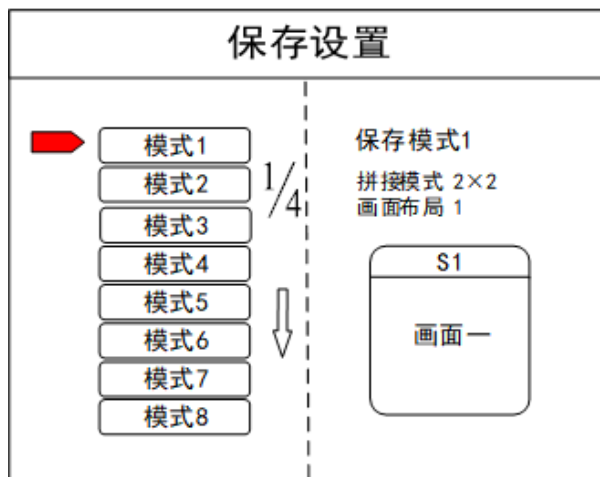 保存设置
模式1
模式2
模式3
模式4
模式5
模式6
模式7
模式8
1/4
保存模式1
拼接模式 2×2
画面布局 1
S1
画面一